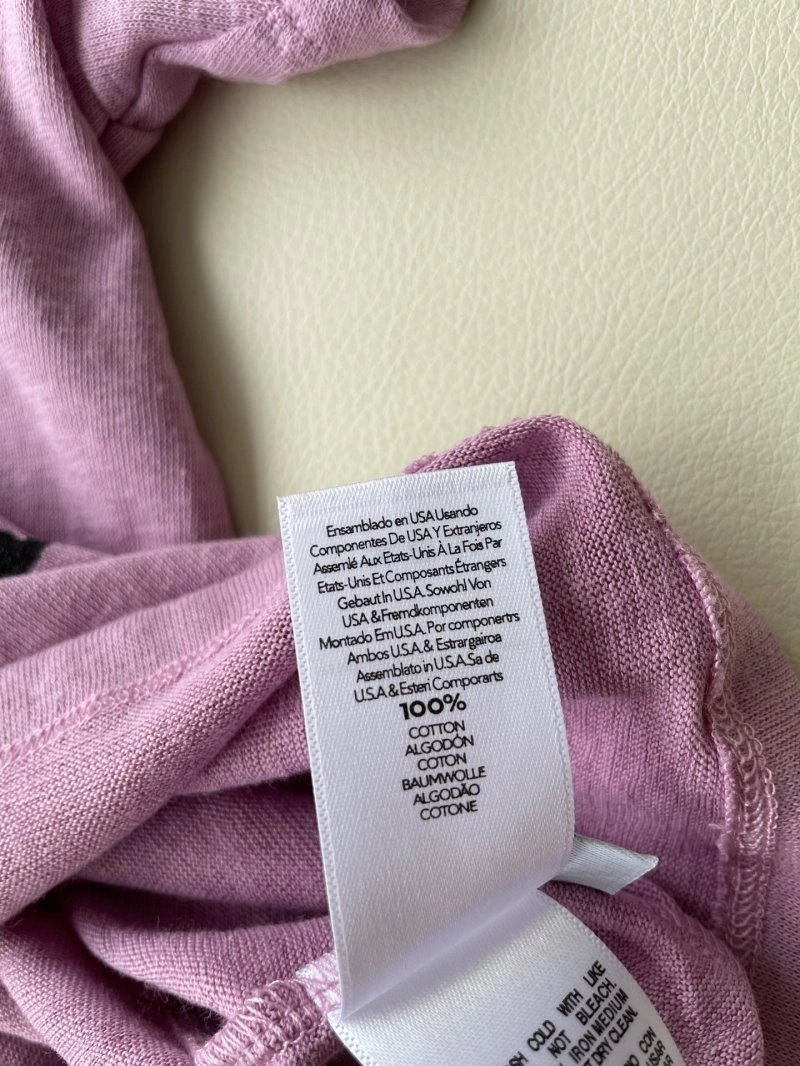 Ensamblado en USA Usando
Componentes De USA Y Extranjeros
Assemlé Aux Etats-Unis À La Fois Par
Etats-Unis Et Composants Étrangers
Gebaut In U.S.A. Sowohl Von
USA & Fremdkomponenten
Montado Em U.S.A. Por componertrs
Ambos U.S.A. & Estrargairoa
Assemblato in U.S.A. Sa de
U.S.A. & Esteri Comporarts
100%
COTTON
ALGODÓN
COTON
BAUMWOLLE
ALGODÃO
COTONE
COLD WITH LIKE
NOT BLEACH.
IRON MEDIUM
DRY CLEAN.
CON